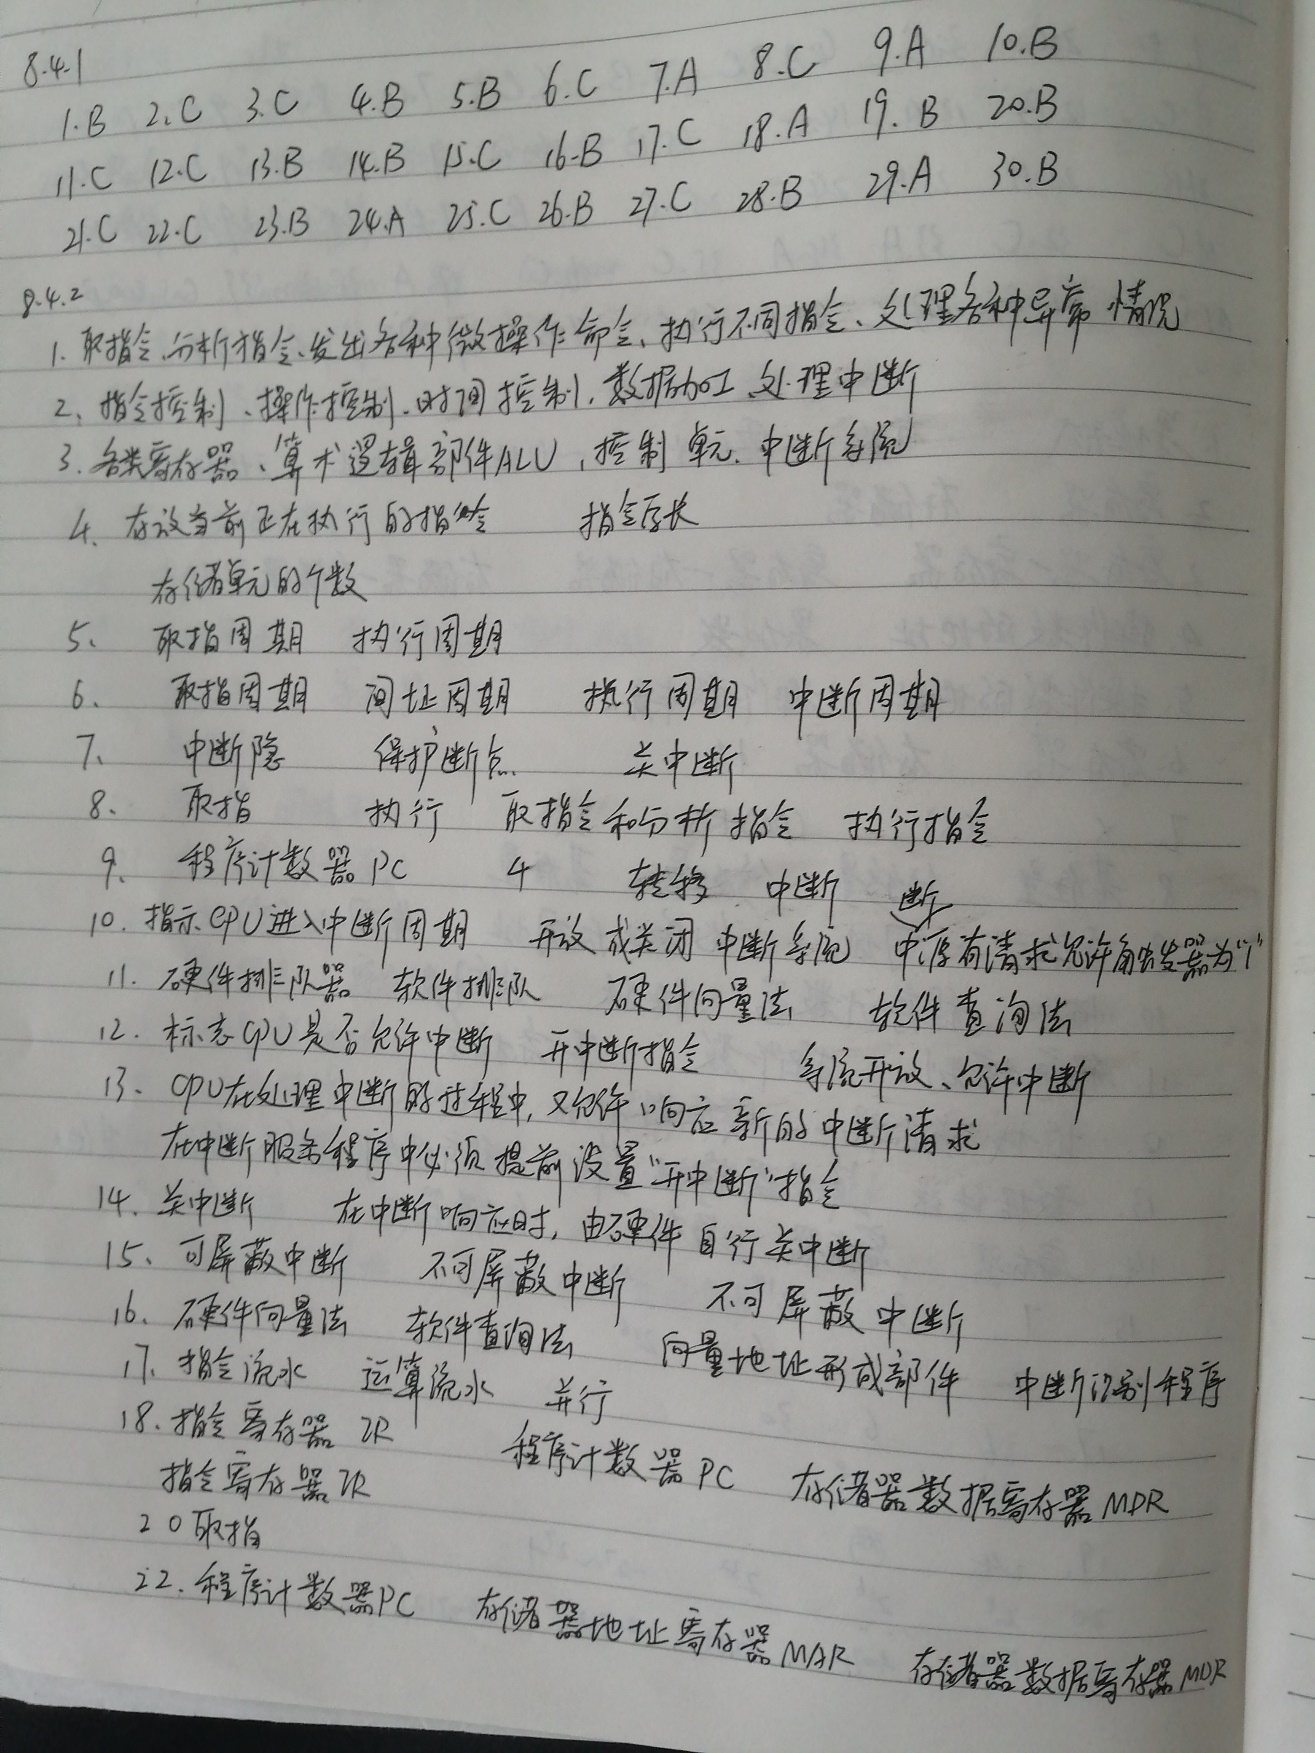 8.4.1
1.B 2.C 3.C 4.B 5.B 6.C 7.A 8.C 9.A 10.B
11.C 12.C 13.B 14.B 15.C 16.B 17.C 18.A 19.B 20.B
21.C 22.C 23.B 24.A 25.C 26.B 27.C 28.B 29.A 30.B
8.4.2
1. 取指令、分析指令、发出各种微操作命令、执行不同指令、处理各种异常情况
2、指令控制、操作控制、时间控制、数据加工、处理中断
3. 各类寄存器、算术逻辑部件ALU、控制单元、中断系统
4、存放当前正在执行的指令 指令字长
存储单元的个数
5、取指周期 执行周期
6、取指周期 间址周期 执行周期 中断周期
7、中断隐 保护断点 关中断
8、取指 执行 取指令和分析指令 执行指令
9、程序计数器PC 4 转移 中断
10、指示CPU进入中断周期 开放或关闭中断系统 中断源有请求允许触发器为"1"
11、硬件排队器 软件排队 硬件向量法 软件查询法
12、标志CPU是否允许中断 开中断指令 系统开放、允许中断
13、CPU在处理中断的过程中,又允许响应新的中断请求
在中断服务程序中必须提前设置"开中断"指令
14、关中断 在中断响应时,由硬件自行关中断
15、可屏蔽中断 不可屏蔽中断 不可屏蔽中断
16、硬件向量法 软件查询法 向量地址形成部件 中断识别程序
17、指令流水 运算流水 并行
18.指令寄存器IR 程序计数器PC 存储器数据寄存器MDR
指令寄存器IR
20取指
22.程序计数器PC 存储器地址寄存器MAR 存储器数据寄存器MDR